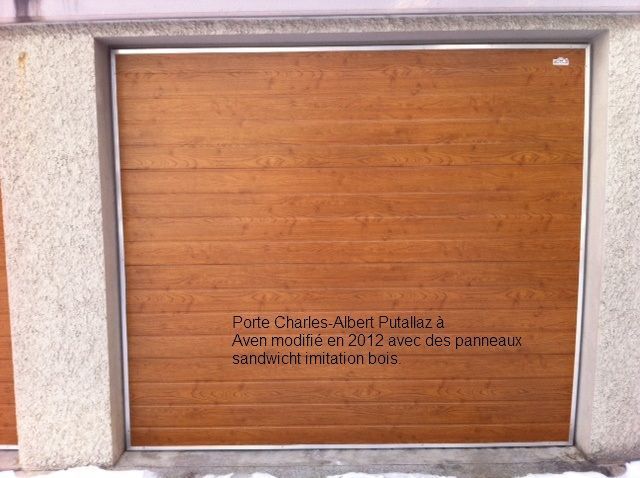 Porte Charles-Albert Putallaz à
Aven modifié en 2012 avec des panneaux
sandwicht imitation bois.